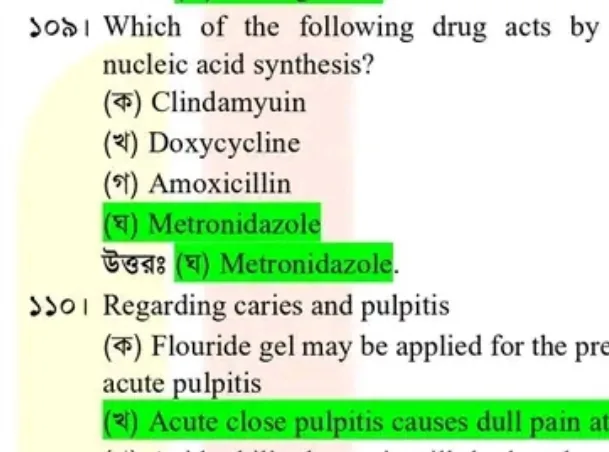 ১০৯। Which of the following drug acts by
nucleic acid synthesis?
(ক) Clindamyuin
(খ) Doxycycline
(গ) Amoxicillin
(ঘ) Metronidazole
উত্তরঃ (ঘ) Metronidazole.
১১০। Regarding caries and pulpitis
(ক) Flouride gel may be applied for the pre
acute pulpitis
(খ) Acute close pulpitis causes dull pain at